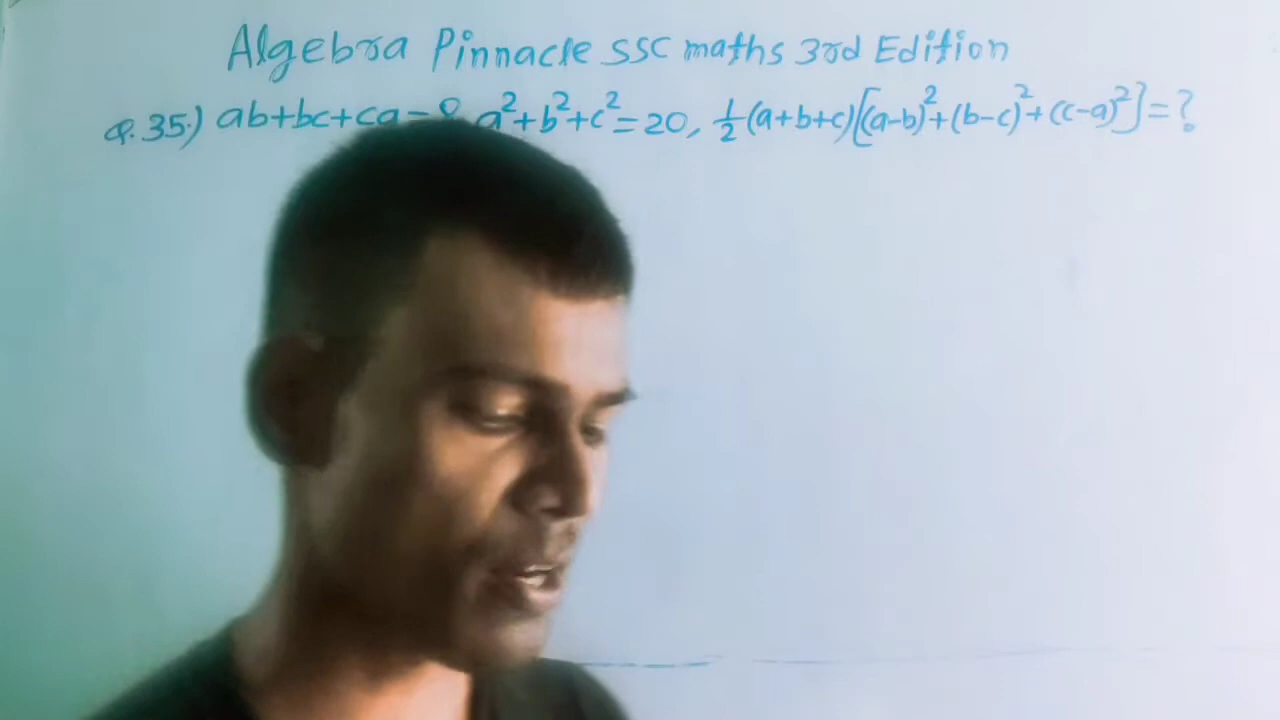 Algebra Pinnacle SSC maths 3rd Edition
Q.35.) ab+bc+ca=8, a²+b²+c²=20, ½(a+b+c)[(a-b)²+(b-c)²+(c-a)²]=?